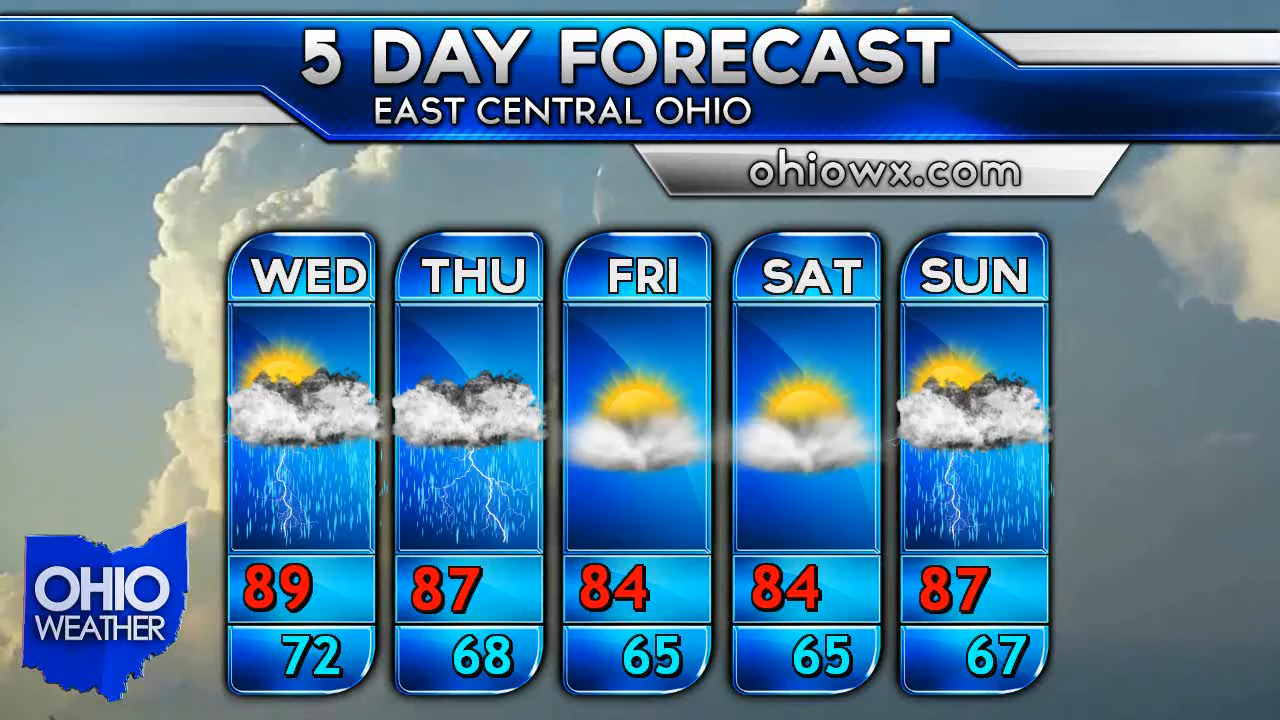 5 DAY FORECAST
EAST CENTRAL OHIO
ohiowx.com
WED THU FRI SAT SUN
89 87 84 84 87
72 68 65 65 67
OHIO
WEATHER